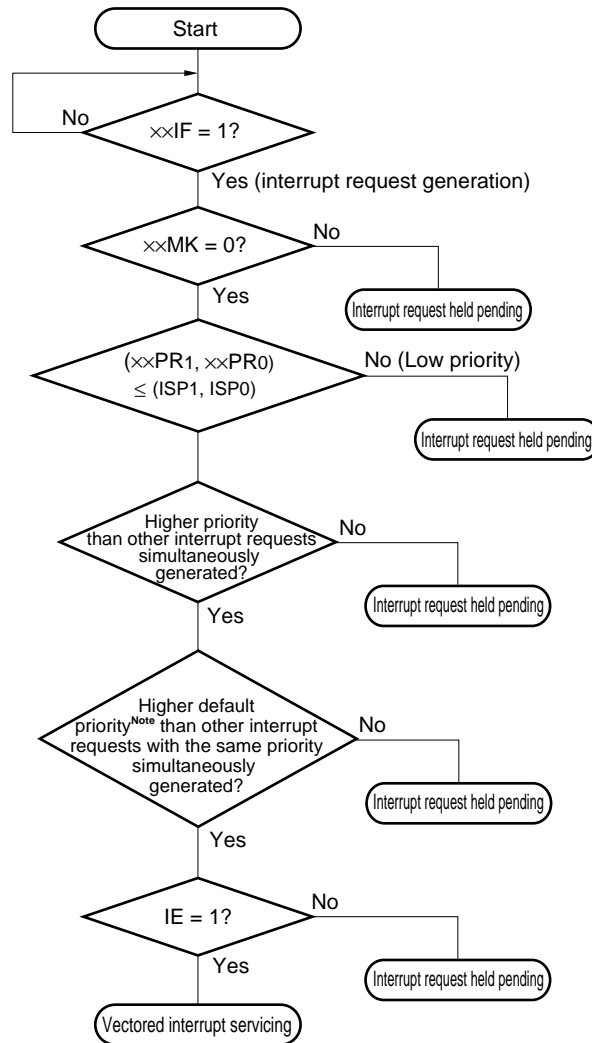 Start
No
××IF = 1?
Yes (interrupt request generation)
No
××MK = 0?
Yes
Interrupt request held pending
(××PR1, ××PR0)
≤ (ISP1, ISP0)
No (Low priority)
Interrupt request held pending
Higher priority
than other interrupt requests
simultaneously
generated?
No
Interrupt request held pending
Yes
Higher default
priorityNote than other interrupt
requests with the same priority
simultaneously
generated?
No
Interrupt request held pending
Yes
IE = 1?
No
Yes
Interrupt request held pending
Vectored interrupt servicing